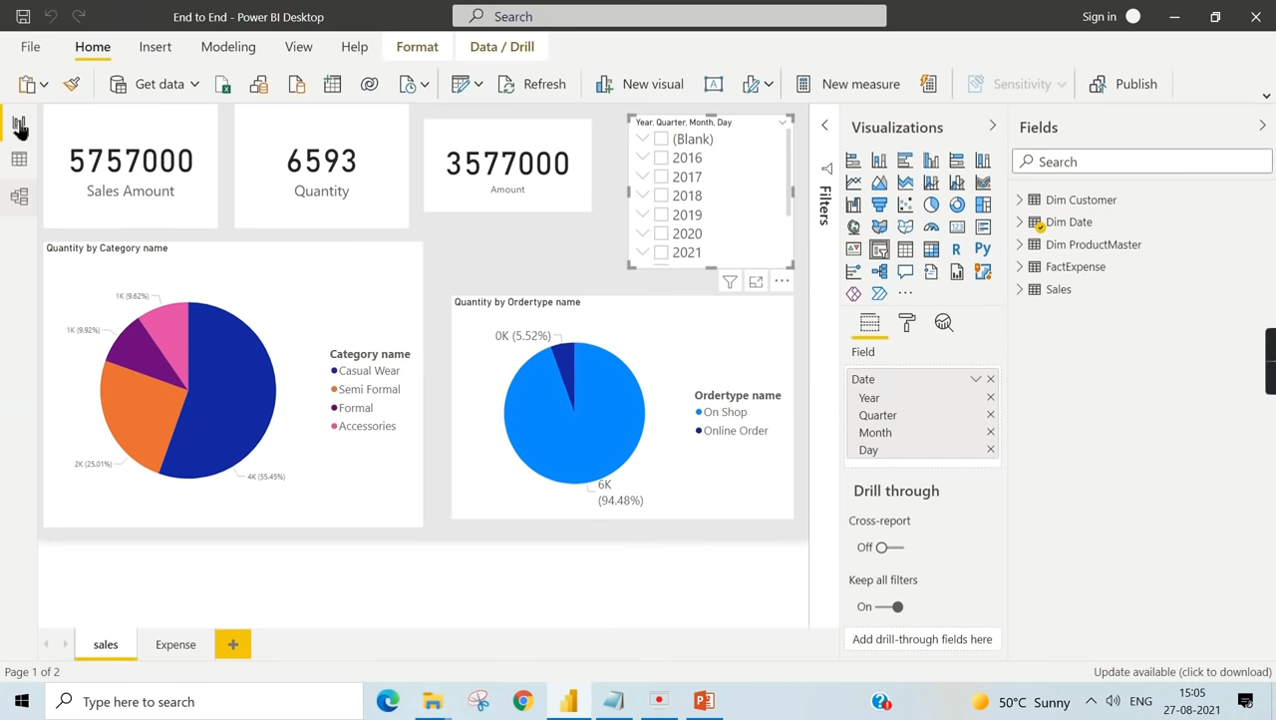 End to End - Power BI Desktop
Search
Sign in
File
Home
Insert
Modeling
View
Help
Format
Data / Drill
Get data
Refresh
New visual
New measure
Sensitivity
Publish
5757000
Sales Amount
6593
Quantity
3577000
Amount
Year, Quarter, Month, Day
(Blank)
2016
2017
2018
2019
2020
2021
Quantity by Category name
1K (9.62%)
1K (9.92%)
2K (25.01%)
4K (55.45%)
Category name
Casual Wear
Semi Formal
Formal
Accessories
Quantity by Ordertype name
0K (5.52%)
6K
(94.48%)
Ordertype name
On Shop
Online Order
Filters
Visualizations
R
Py
Field
Date
Year
Quarter
Month
Day
Drill through
Cross-report
Off
Keep all filters
On
Add drill-through fields here
Fields
Search
Dim Customer
Dim Date
Dim ProductMaster
FactExpense
Sales
sales
Expense
Page 1 of 2
Update available (click to download)
Type here to search
50°C Sunny
ENG
15:05
27-08-2021